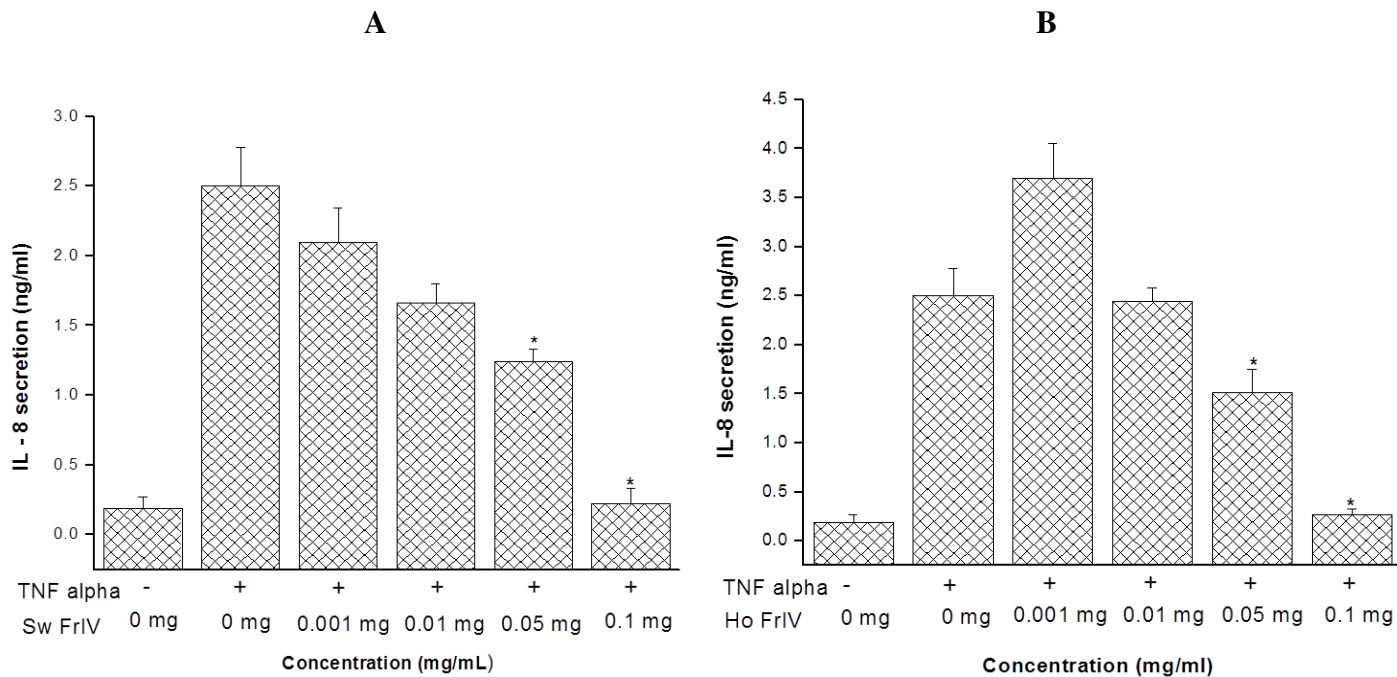 A
3.0
2.5
2.0
1.5
1.0
0.5
0.0
IL - 8 secretion (ng/ml)
*
*
TNF alpha - + + + + +
Sw FrIV 0 mg 0 mg 0.001 mg 0.01 mg 0.05 mg 0.1 mg
Concentration (mg/mL)
B
4.5
4.0
3.5
3.0
2.5
2.0
1.5
1.0
0.5
0.0
IL-8 secretion (ng/ml)
*
*
TNF alpha - + + + + +
Ho FrIV 0 mg 0 mg 0.001 mg 0.01 mg 0.05 mg 0.1 mg
Concentration (mg/ml)